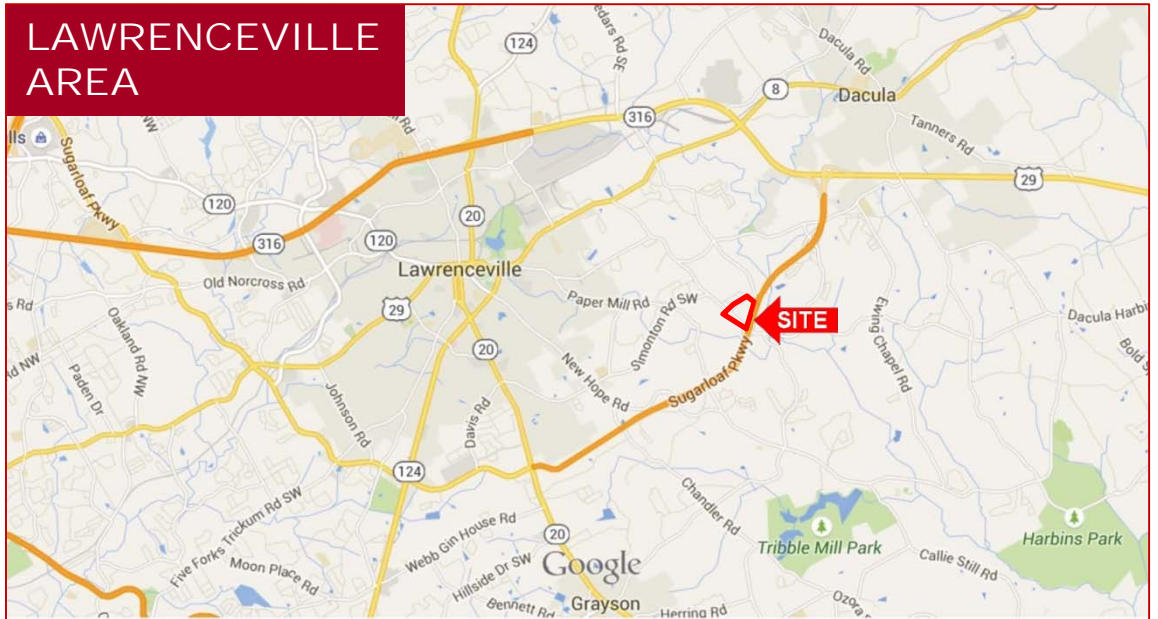 LAWRENCEVILLE
AREA
124
Dacula Rd
8
Dacula
316
Tanners Rd
lls
Sugarloaf Pkwy
29
120
20
316
120
Old Norcross Rd
Lawrenceville
s Rd
Oakland Rd NW
29
Paper Mill Rd
Simonton Rd SW
SITE
Ewing Chapel Rd
Dacula Harbi
d NW
Paden Dr
20
New Hope Rd
Sugarloaf Pkwy
Johnson Rd
Davis Rd
124
Chandler Rd
Five Forks Trickum Rd SW
Webb Gin House Rd
20
Tribble Mill Park
Harbins Park
Callie Still Rd
Moon Place Rd
Hillside Dr SW
Google
Bennett Rd
Grayson
Herring Rd